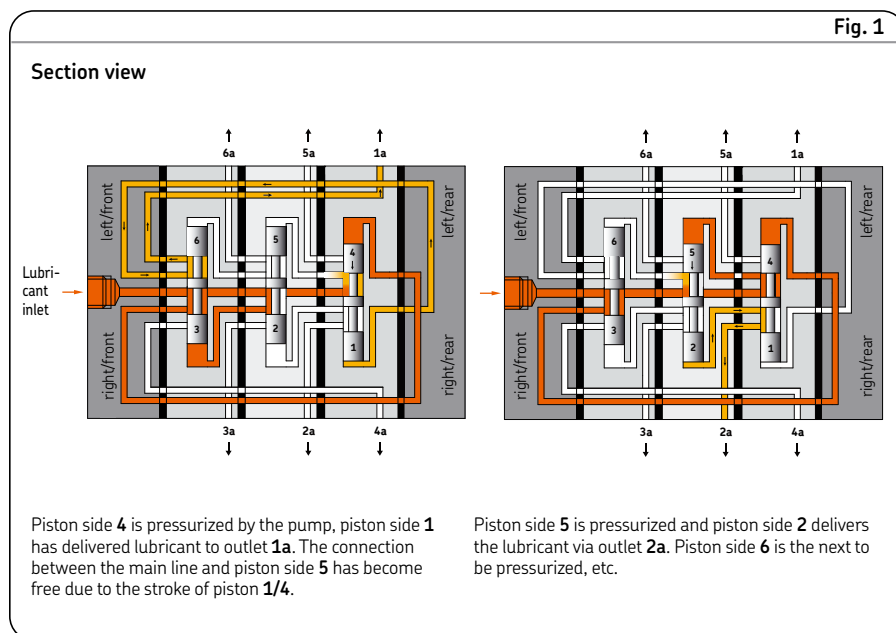 Fig. 1
Section view
6a 5a 1a
left/front
left/rear
6 5 4
Lubri-
cant
inlet
3 2 1
right/front
right/rear
3a 2a 4a
Piston side 4 is pressurized by the pump, piston side 1
has delivered lubricant to outlet 1a. The connection
between the main line and piston side 5 has become
free due to the stroke of piston 1/4.
6a 5a 1a
left/front
left/rear
6 5 4
3 2 1
right/front
right/rear
3a 2a 4a
Piston side 5 is pressurized and piston side 2 delivers
the lubricant via outlet 2a. Piston side 6 is the next to
be pressurized, etc.